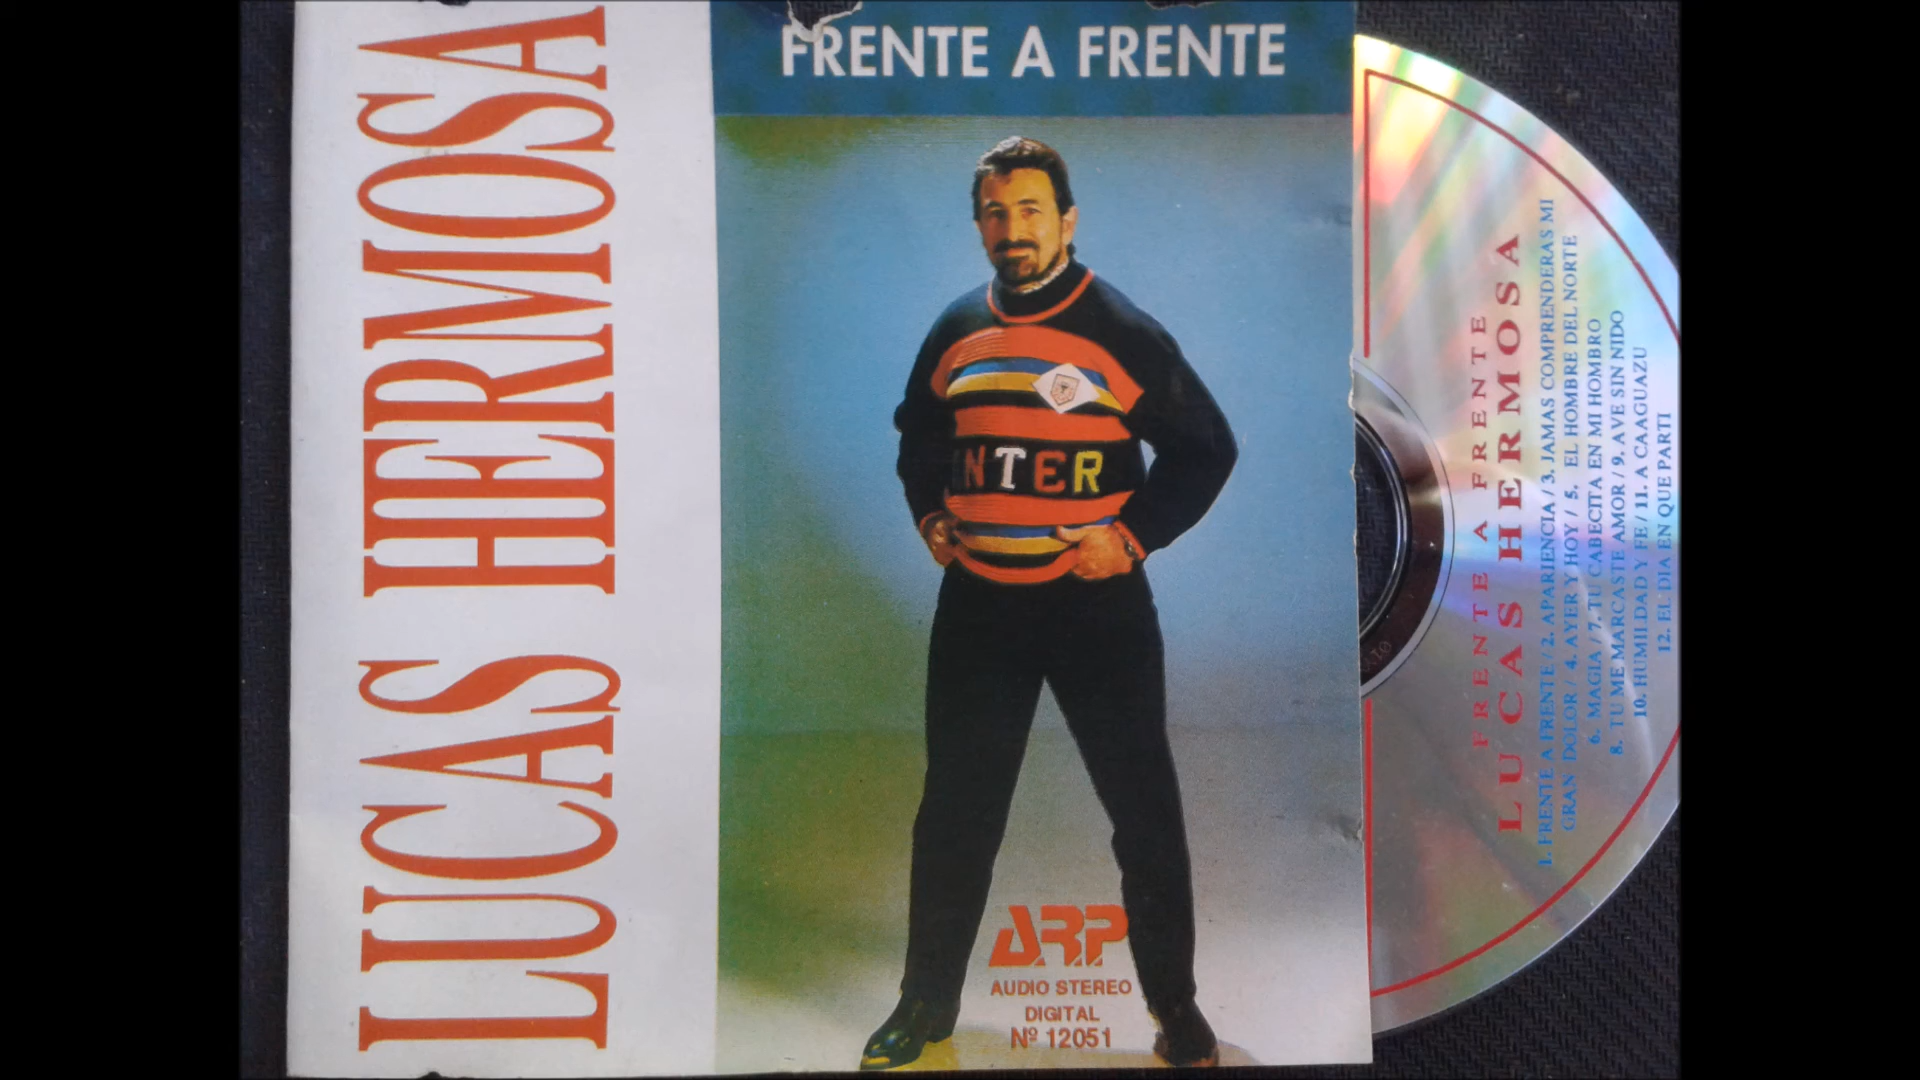 LUCAS HERMOSA
FRENTE A FRENTE
NTER
ARP
AUDIO STEREO
DIGITAL
Nº 12051
FRENTE A FRENTE
LUCAS HERMOSA
1. FRENTE A FRENTE / 2. APARIENCIA / 3. JAMAS COMPRENDERAS MI
GRAN DOLOR / 4. AYER Y HOY / 5. EL HOMBRE DEL NORTE
6. MAGIA / 7. TU CABECITA EN MI HOMBRO
8. TU ME MARCASTE AMOR / 9. AVE SIN NIDO
10. HUMILDAD Y FE / 11. A CAAGUAZU
12. EL DIA EN QUE PARTI